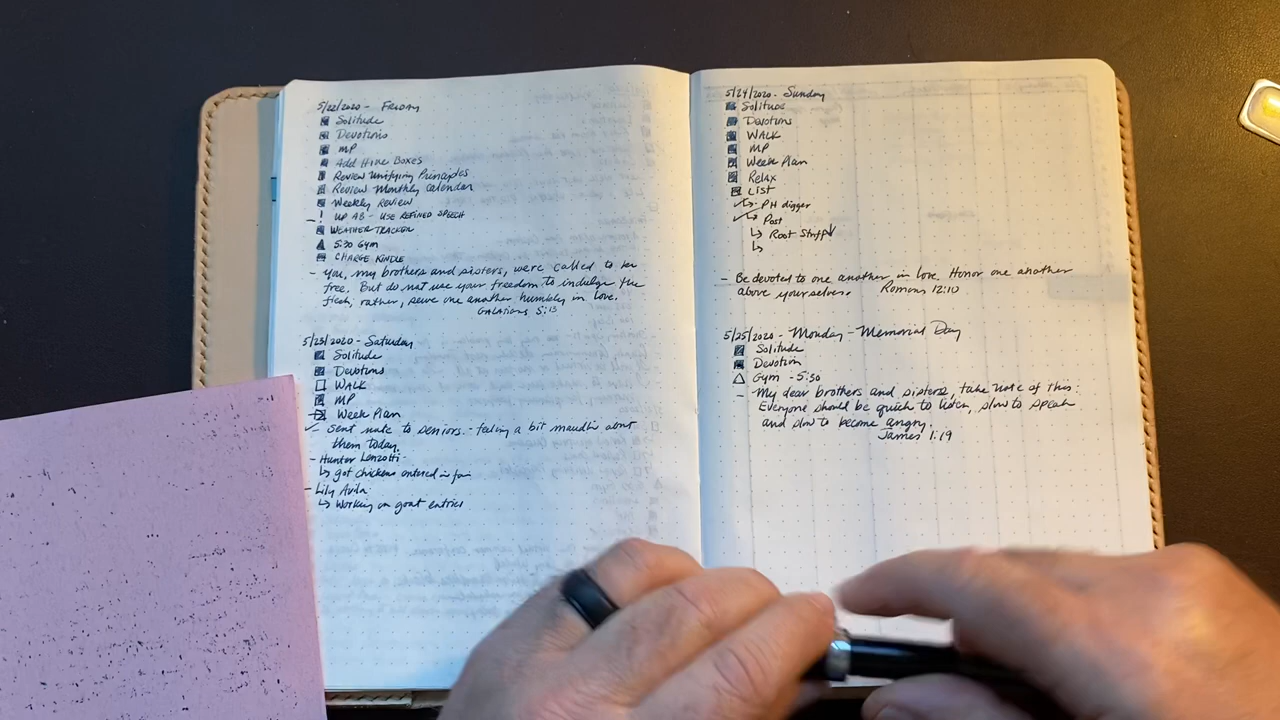 5/22/2020 - Friday
Solitude
Devotions
MP
Add Hive Boxes
Review Unifying Principles
Review Monthly Calendar
Weekly Review
! UP AB - USE REFINED SPEECH
WEATHER TRACKER
5:30 GYM
CHARGE KINDLE
- You, my brothers and sisters, were called to be
free. But do not use your freedom to indulge the
flesh, rather, serve one another humbly in love.
GALATIANS 5:13
5/23/2020 - Saturday
Solitude
Devotions
WALK
MP
Week Plan
- Sent note to seniors. - feeling a bit maudlin about
them today.
- Hunter Lenzotti
↳ got chickens entered in fair
- Lily Avila
↳ Working on goat entries
5/24/2020 - Sunday
Solitude
Devotions
WALK
MP
Week Plan
Relax
List
↳ PH digger
↳ Post
↳ Root
↳
- Be devoted to one another in love. Honor one another
above yourselves. Romans 12:10
5/25/2020 - Monday - Memorial Day
Solitude
Devotion
Gym - 5:30
- My dear brothers and sisters, take note of this:
Everyone should be quick to listen, slow to speak
and slow to become angry.
James 1:19